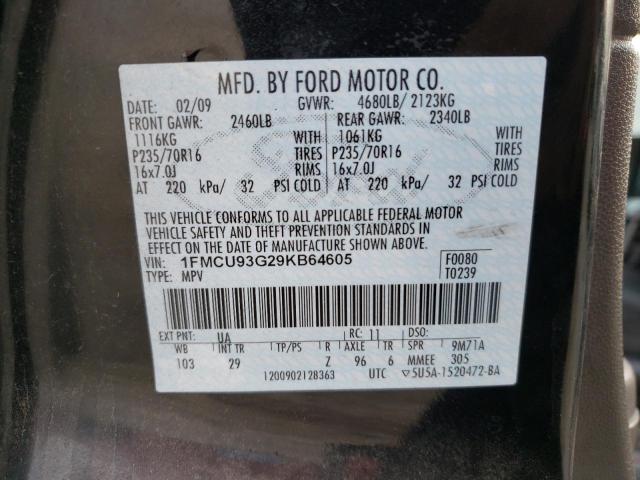 MFD. BY FORD MOTOR CO.
DATE: 02/09 GVWR: 4680LB/ 2123KG
FRONT GAWR: 2460LB REAR GAWR: 2340LB
1116KG WITH 1061KG WITH
P235/70R16 TIRES P235/70R16 TIRES
16x7.0J RIMS 16x7.0J RIMS
AT 220 kPa/ 32 PSI COLD AT 220 kPa/ 32 PSI COLD
THIS VEHICLE CONFORMS TO ALL APPLICABLE FEDERAL MOTOR
VEHICLE SAFETY AND THEFT PREVENTION STANDARDS IN
EFFECT ON THE DATE OF MANUFACTURE SHOWN ABOVE.
VIN: 1FMCU93G29KB64605 F0080
TYPE: MPV T0239
EXT PNT: UA RC: 11 DSO:
WB INT TR TP/PS R AXLE TR SPR 9M71A
103 29 Z 96 6 MMEE 305
1200902128363 UTC ▽5U5A-1520472-BA